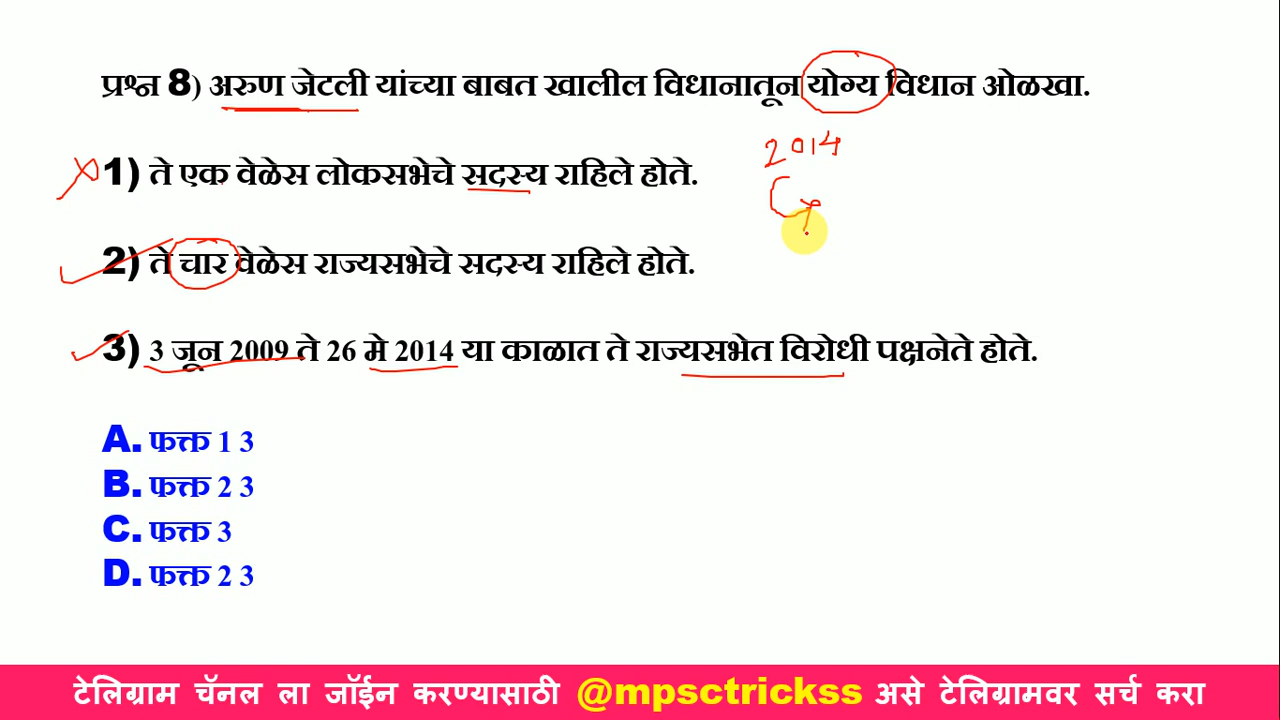 प्रश्न 8) अरुण जेटली यांच्या बाबत खालील विधानातून योग्य विधान ओळखा.
2014
1) ते एक वेळेस लोकसभेचे सदस्य राहिले होते.
2) ते चार वेळेस राज्यसभेचे सदस्य राहिले होते.
3) 3 जून 2009 ते 26 मे 2014 या काळात ते राज्यसभेत विरोधी पक्षनेते होते.
A. फक्त 1 3
B. फक्त 2 3
C. फक्त 3
D. फक्त 2 3
टेलिग्राम चॅनल ला जॉईन करण्यासाठी @mpsctrickss असे टेलिग्रामवर सर्च करा